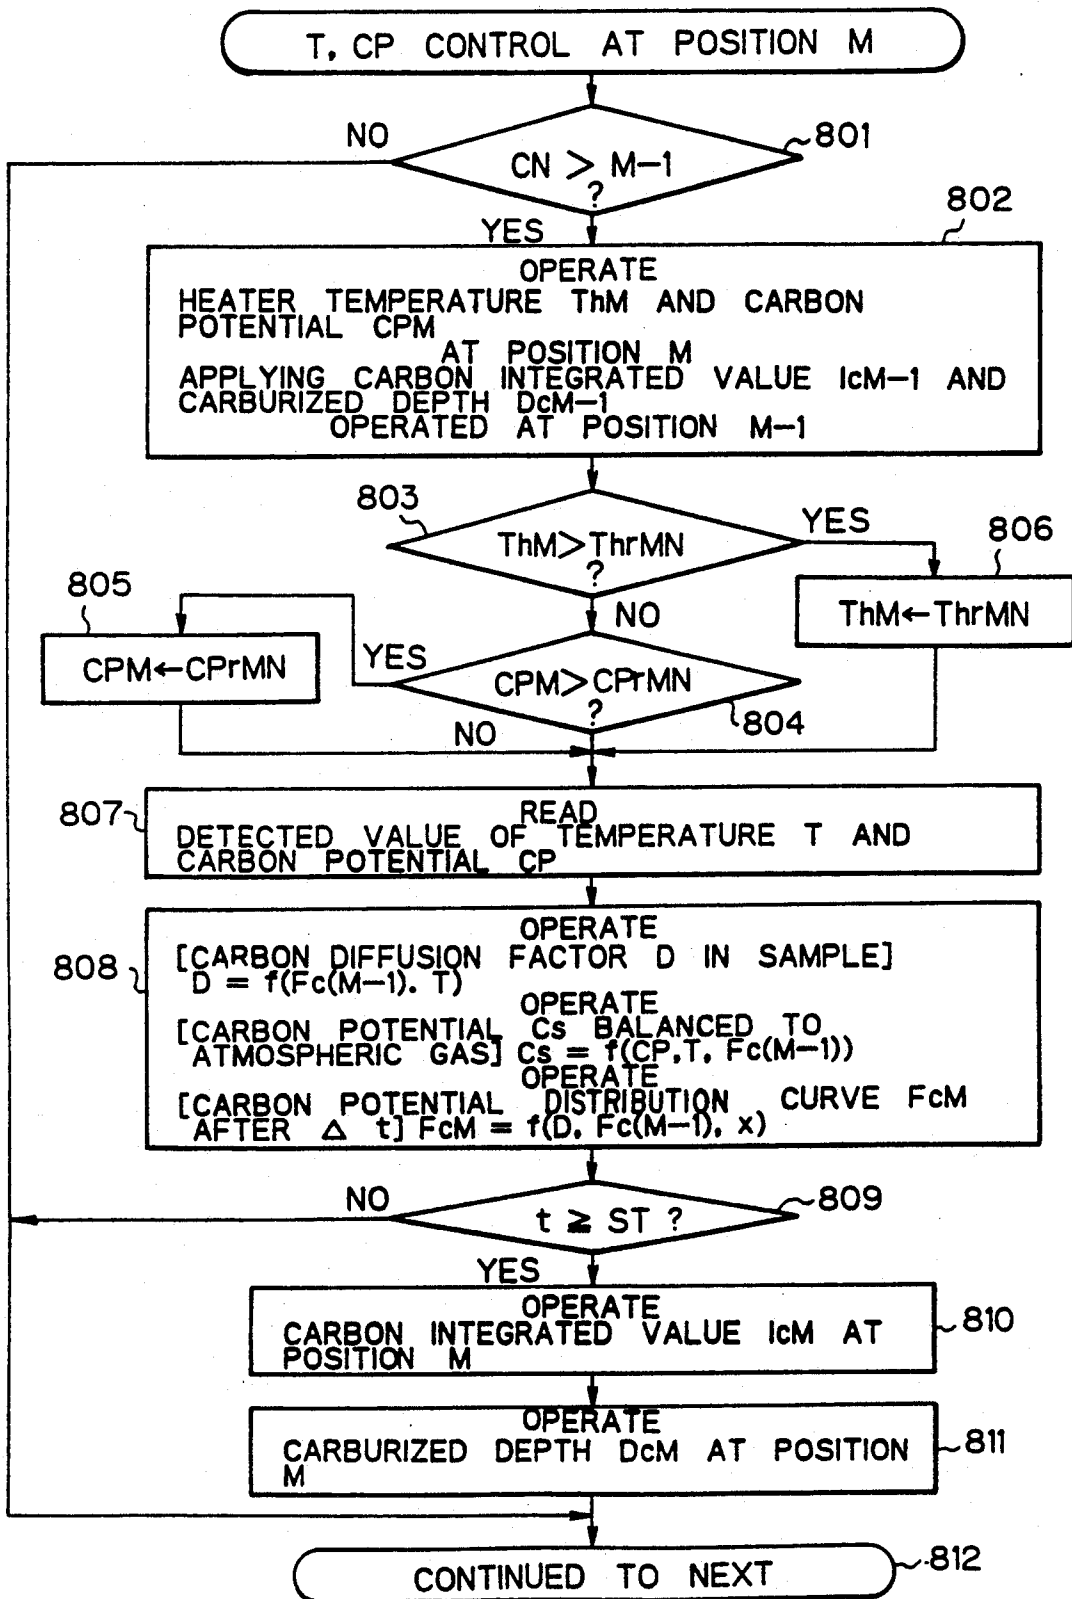 T, CP CONTROL AT POSITION M
NO
801
CN > M−1
?
YES
802
OPERATE
HEATER TEMPERATURE ThM AND CARBON
POTENTIAL CPM
AT POSITION M
APPLYING CARBON INTEGRATED VALUE IcM−1 AND
CARBURIZED DEPTH DcM−1
OPERATED AT POSITION M−1
803
ThM>ThrMN
?
YES
806
ThM←ThrMN
NO
805
CPM←CPrMN
YES
CPM>CPrMN
?
804
NO
807
READ
DETECTED VALUE OF TEMPERATURE T AND
CARBON POTENTIAL CP
808
OPERATE
[CARBON DIFFUSION FACTOR D IN SAMPLE]
D = f(Fc(M−1). T)
OPERATE
[CARBON POTENTIAL Cs BALANCED TO
ATMOSPHERIC GAS] Cs = f(CP,T, Fc(M−1))
OPERATE
[CARBON POTENTIAL DISTRIBUTION CURVE FcM
AFTER △ t] FcM = f(D, Fc(M−1), x)
NO
809
t ≧ ST ?
YES
OPERATE
CARBON INTEGRATED VALUE IcM AT
POSITION M
810
OPERATE
CARBURIZED DEPTH DcM AT POSITION
M
811
CONTINUED TO NEXT
812